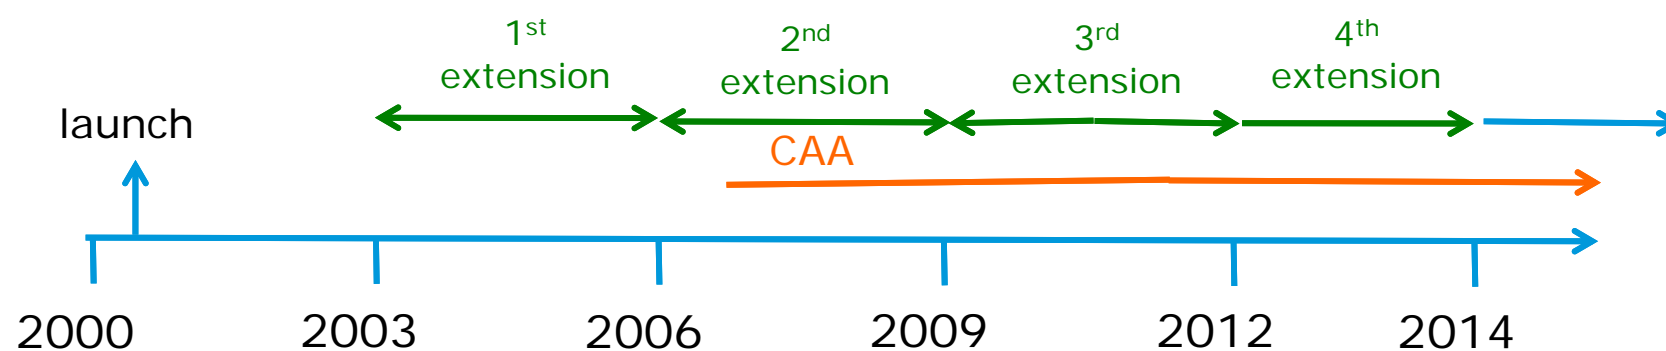 1st
extension
2nd
extension
3rd
extension
4th
extension
launch
CAA
2000 2003 2006 2009 2012 2014